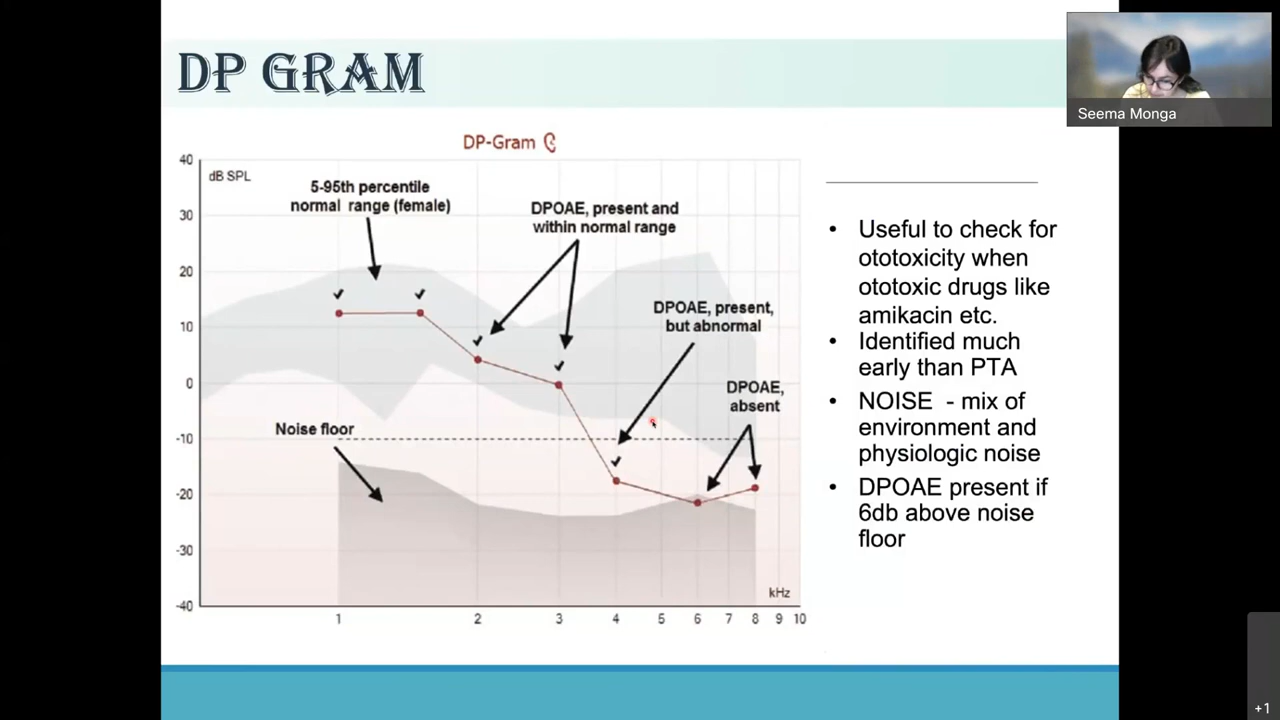 DP GRAM
Seema Monga
DP-Gram
40
dB SPL
30
20
10
0
-10
-20
-30
-40
5-95th percentile
normal range (female)
DPOAE, present and
within normal range
DPOAE, present,
but abnormal
DPOAE,
absent
Noise floor
kHz
1 2 3 4 5 6 7 8 9 10
• Useful to check for
ototoxicity when
ototoxic drugs like
amikacin etc.
• Identified much
early than PTA
• NOISE - mix of
environment and
physiologic noise
• DPOAE present if
6db above noise
floor
+1